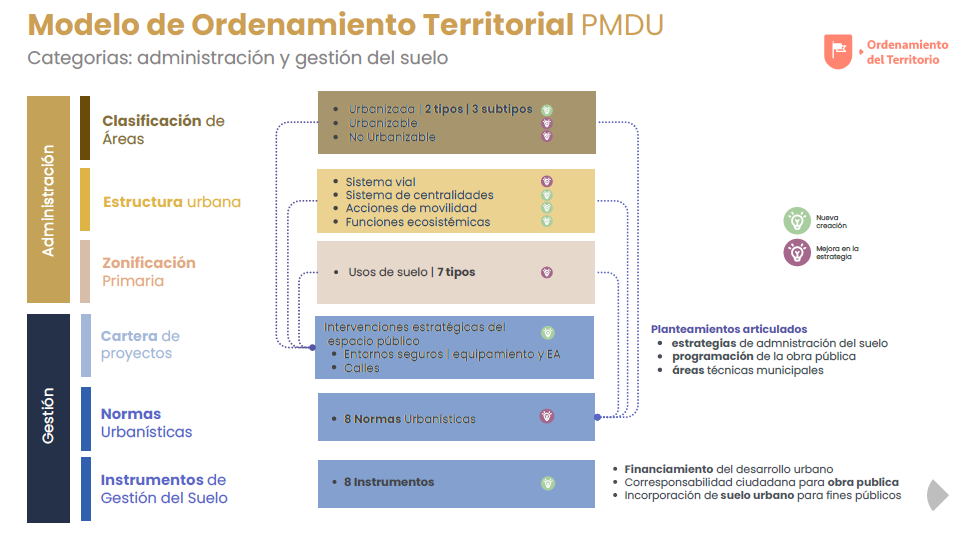 Modelo de Ordenamiento Territorial PMDU
Categorias: administración y gestión del suelo
Ordenamiento
del Territorio
Administración
Clasificación de
Áreas
• Urbanizada | 2 tipos | 3 subtipos
• Urbanizable
• No Urbanizable
Estructura urbana
• Sistema vial
• Sistema de centralidades
• Acciones de movilidad
• Funciones ecosistémicas
Nueva
creación
Mejora en la
estrategia
Zonificación
Primaria
• Usos de suelo | 7 tipos
Gestión
Cartera de
proyectos
Intervenciones estratégicas del
espacio público
• Entornos seguros | equipamiento y EA
• Calles
Planteamientos articulados
• estrategias de admnistración del suelo
• programación de la obra pública
• áreas técnicas municipales
Normas
Urbanísticas
• 8 Normas Urbanísticas
Instrumentos de
Gestión del Suelo
• 8 Instrumentos
• Financiamiento del desarrollo urbano
• Corresponsabilidad ciudadana para obra publica
• Incorporación de suelo urbano para fines públicos